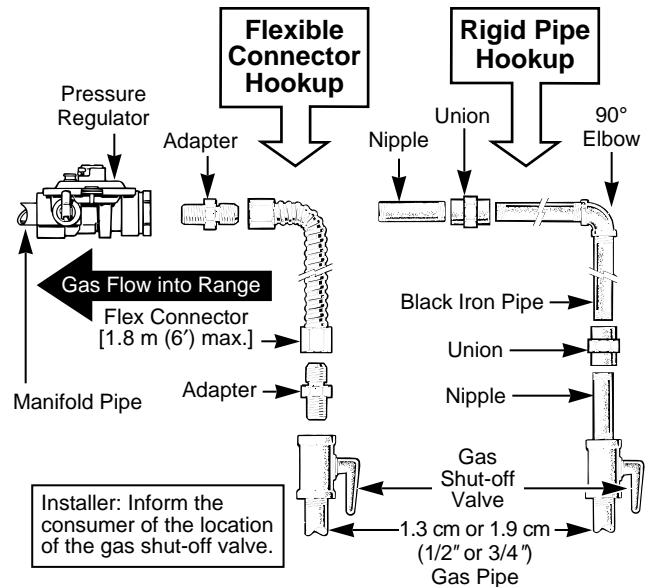 Flexible
Connector
Hookup
Rigid Pipe
Hookup
Pressure
Regulator
Adapter
Nipple
Union
90°
Elbow
Gas Flow into Range
Flex Connector
[1.8 m (6′) max.]
Black Iron Pipe
Union
Adapter
Manifold Pipe
Nipple
Gas
Shut-off
Valve
Installer: Inform the
consumer of the location
of the gas shut-off valve.
1.3 cm or 1.9 cm
(1/2″ or 3/4″)
Gas Pipe